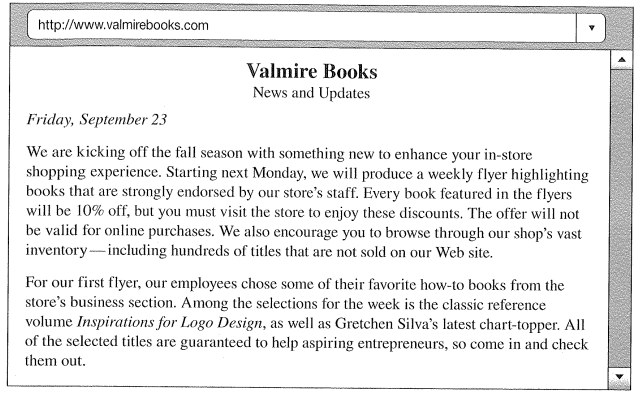 http://www.valmirebooks.com
Valmire Books
News and Updates
Friday, September 23
We are kicking off the fall season with something new to enhance your in-store
shopping experience. Starting next Monday, we will produce a weekly flyer highlighting
books that are strongly endorsed by our store's staff. Every book featured in the flyers
will be 10% off, but you must visit the store to enjoy these discounts. The offer will not
be valid for online purchases. We also encourage you to browse through our shop's vast
inventory—including hundreds of titles that are not sold on our Web site.
For our first flyer, our employees chose some of their favorite how-to books from the
store's business section. Among the selections for the week is the classic reference
volume Inspirations for Logo Design, as well as Gretchen Silva's latest chart-topper. All
of the selected titles are guaranteed to help aspiring entrepreneurs, so come in and check
them out.